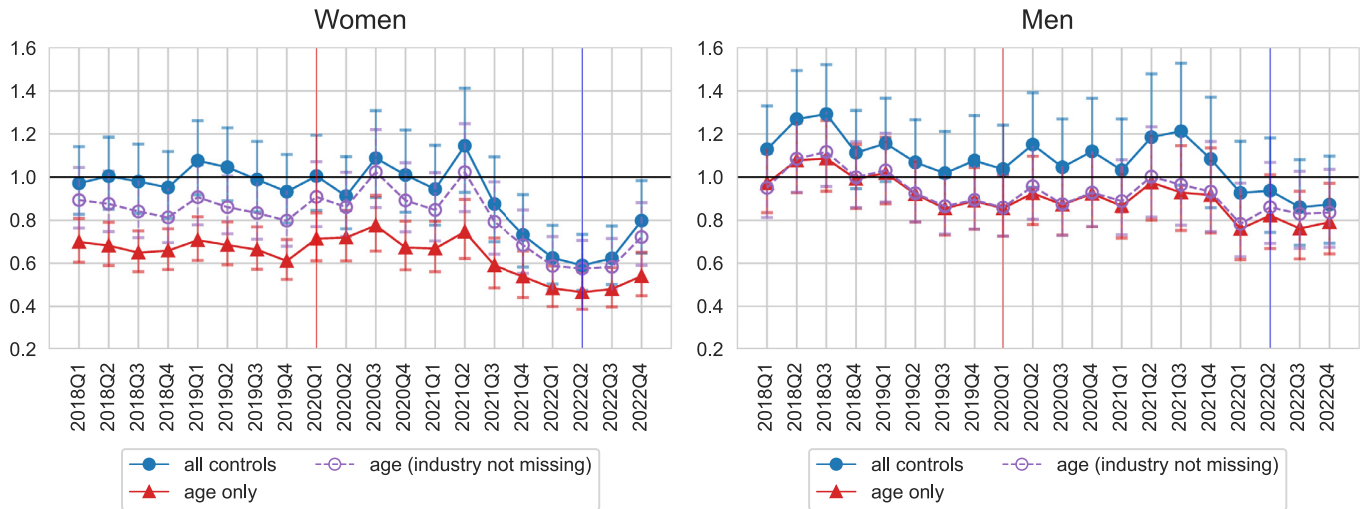 Women
1.6
1.4
1.2
1.0
0.8
0.6
0.4
0.2
2018Q1
2018Q2
2018Q3
2018Q4
2019Q1
2019Q2
2019Q3
2019Q4
2020Q1
2020Q2
2020Q3
2020Q4
2021Q1
2021Q2
2021Q3
2021Q4
2022Q1
2022Q2
2022Q3
2022Q4
all controls
age (industry not missing)
age only
Men
1.6
1.4
1.2
1.0
0.8
0.6
0.4
0.2
2018Q1
2018Q2
2018Q3
2018Q4
2019Q1
2019Q2
2019Q3
2019Q4
2020Q1
2020Q2
2020Q3
2020Q4
2021Q1
2021Q2
2021Q3
2021Q4
2022Q1
2022Q2
2022Q3
2022Q4
all controls
age (industry not missing)
age only